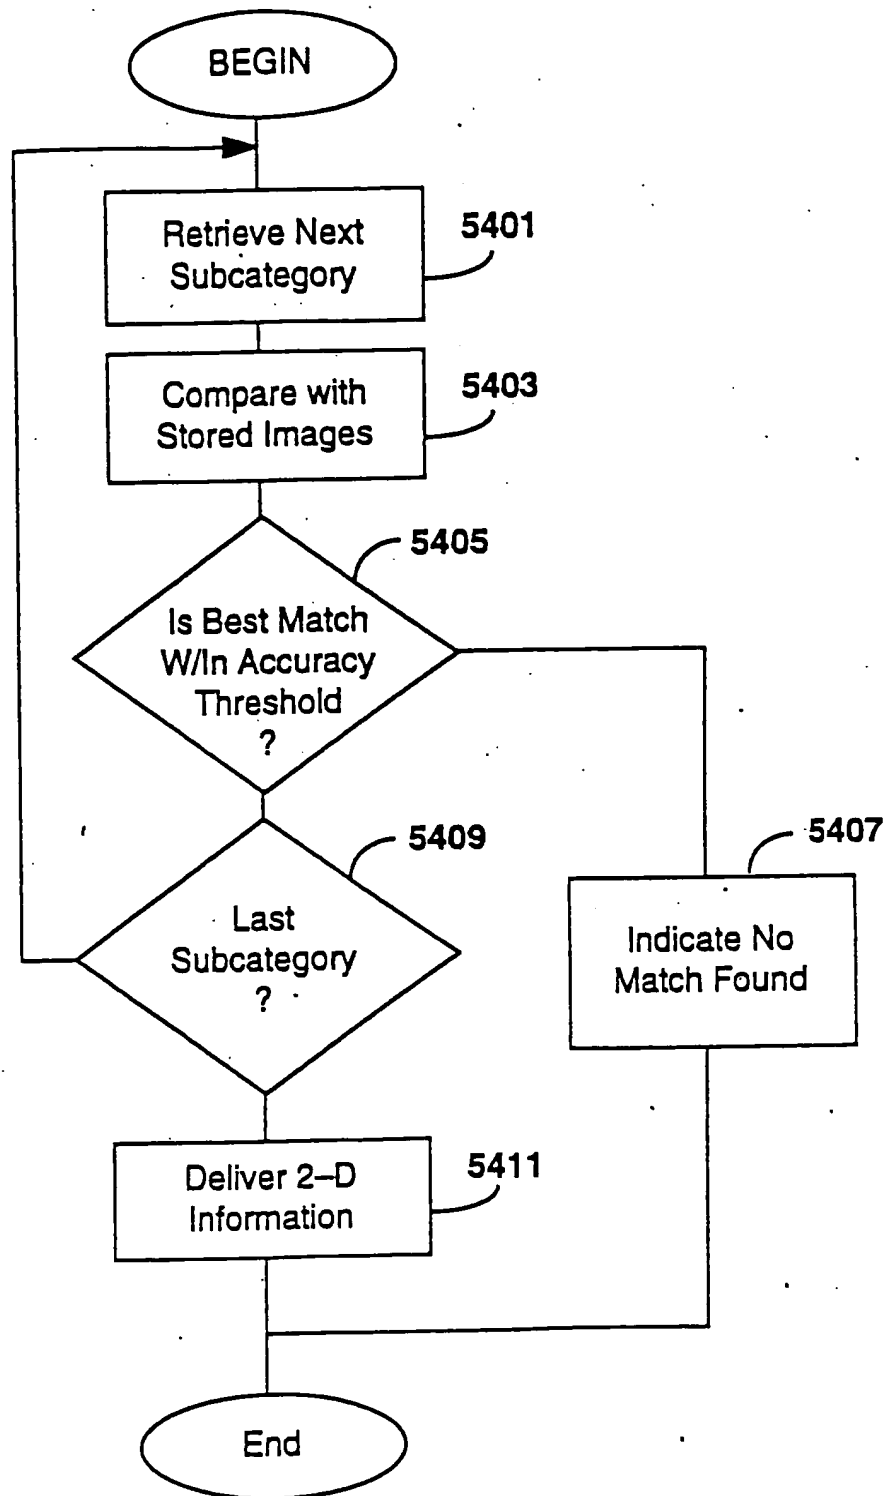 BEGIN
Retrieve Next
Subcategory
5401
Compare with
Stored Images
5403
5405
Is Best Match
W/In Accuracy
Threshold
?
5409
5407
Last
Subcategory
?
Indicate No
Match Found
Deliver 2–D
Information
5411
End